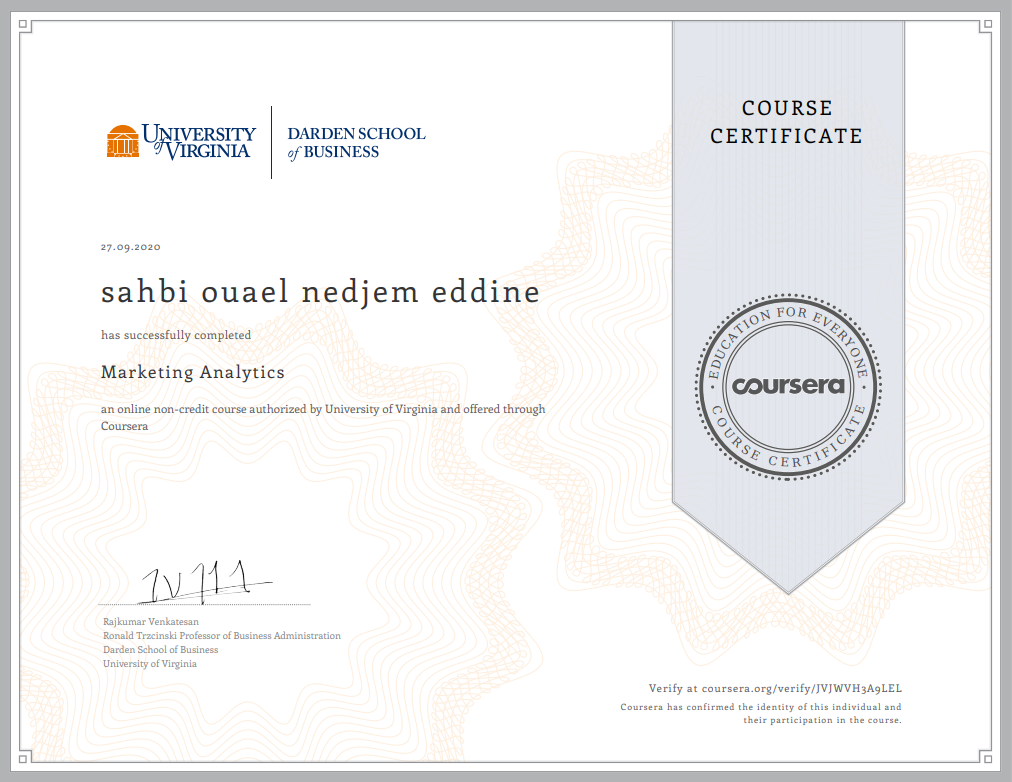 COURSE
CERTIFICATE
UNIVERSITY
of VIRGINIA
DARDEN SCHOOL
of BUSINESS
27.09.2020
sahbi ouael nedjem eddine
has successfully completed
Marketing Analytics
an online non-credit course authorized by University of Virginia and offered through
Coursera
EDUCATION FOR EVERYONE
coursera
COURSE CERTIFICATE
Rajkumar Venkatesan
Ronald Trzcinski Professor of Business Administration
Darden School of Business
University of Virginia
Verify at coursera.org/verify/JVJWVH3A9LEL
Coursera has confirmed the identity of this individual and
their participation in the course.